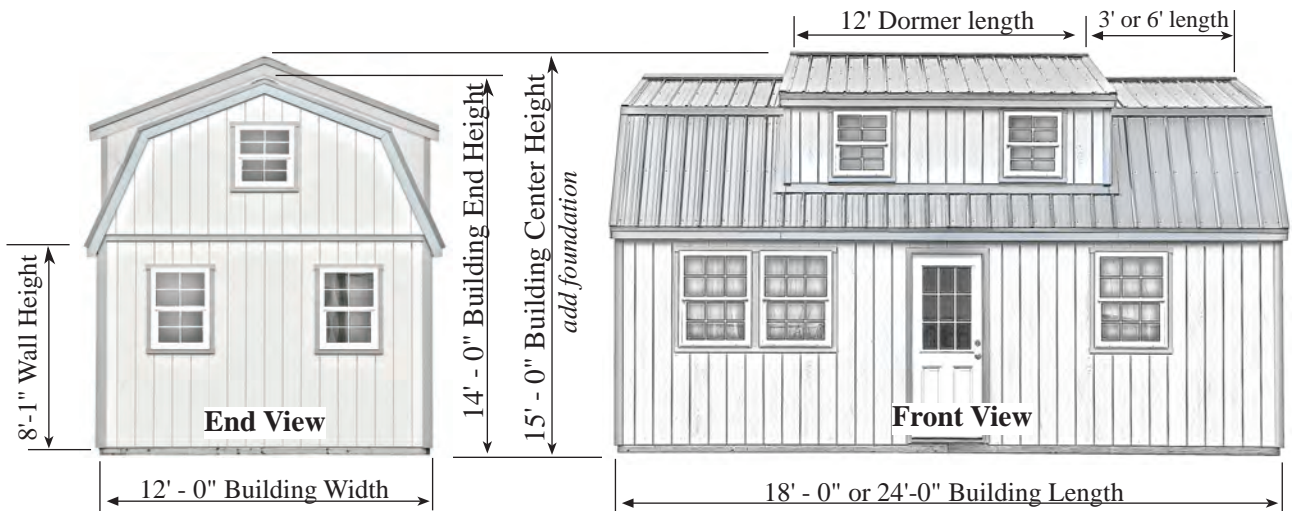 12' Dormer length
3' or 6' length
8'-1" Wall Height
14' - 0" Building End Height
15' - 0" Building Center Height
add foundation
End View
Front View
12' - 0" Building Width
18' - 0" or 24'-0" Building Length